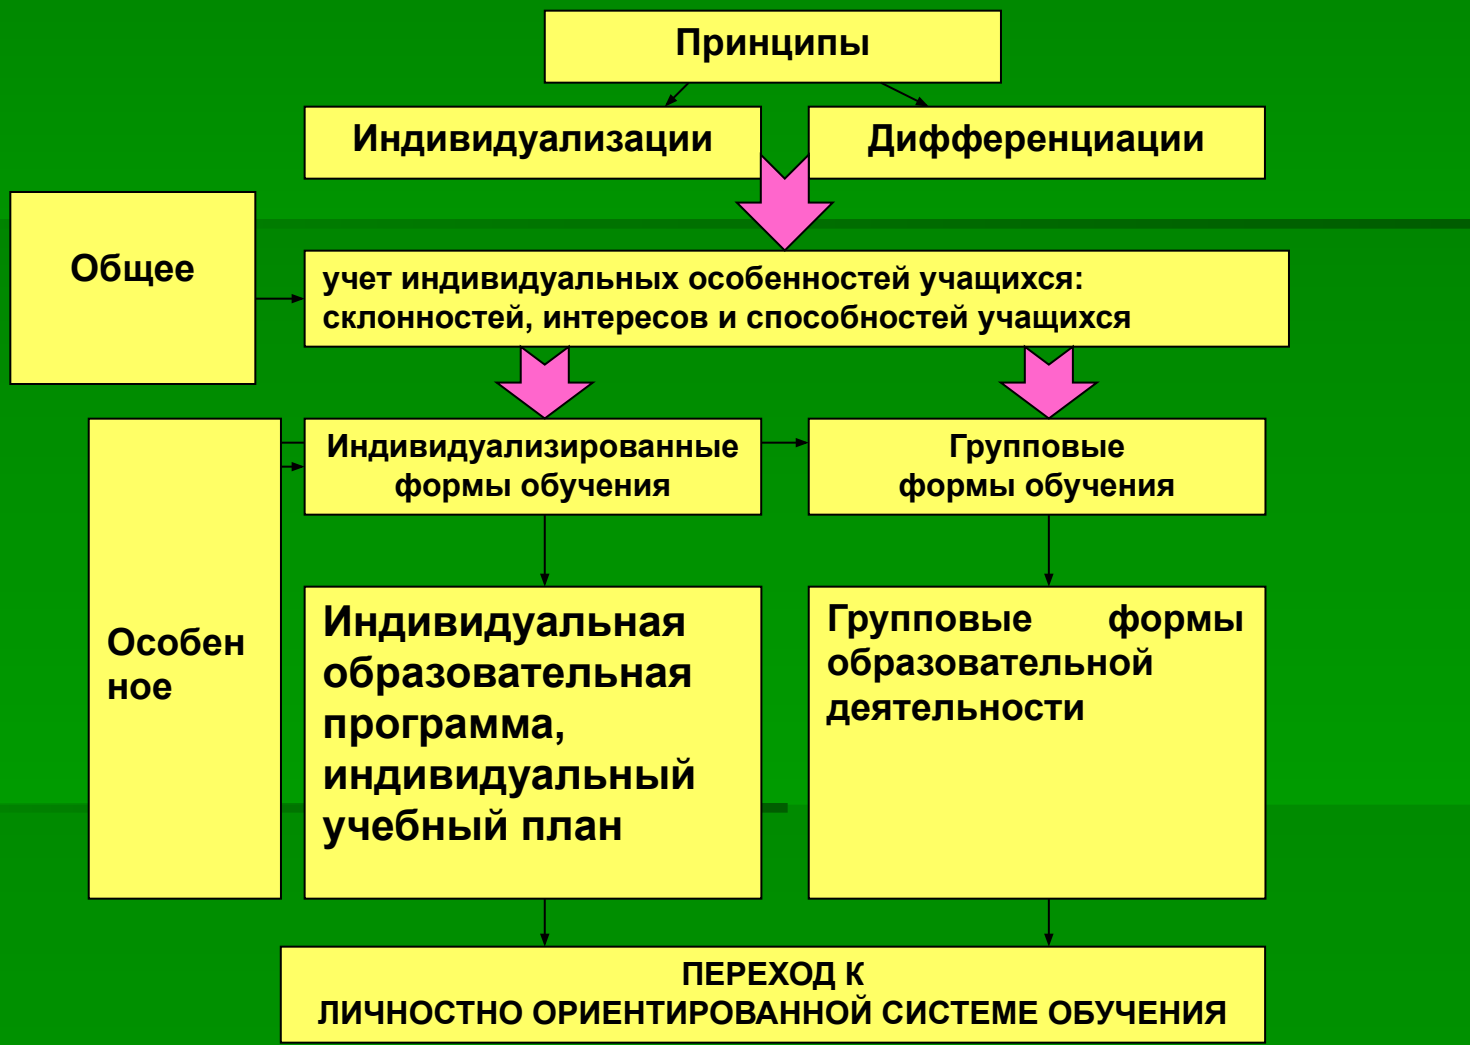 Принципы
Индивидуализации
Дифференциации
Общее
учет индивидуальных особенностей учащихся:
склонностей, интересов и способностей учащихся
Индивидуализированные
формы обучения
Групповые
формы обучения
Особен
ное
Индивидуальная
образовательная
программа,
индивидуальный
учебный план
Групповые формы
образовательной
деятельности
ПЕРЕХОД К
ЛИЧНОСТНО ОРИЕНТИРОВАННОЙ СИСТЕМЕ ОБУЧЕНИЯ